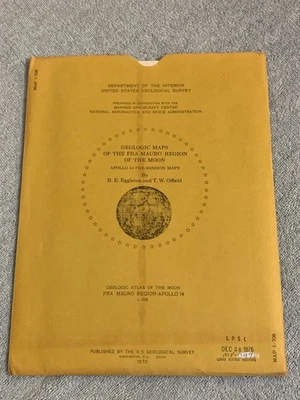 MAP I-708
DEPARTMENT OF THE INTERIOR
UNITED STATES GEOLOGICAL SURVEY
PREPARED IN COOPERATION WITH THE
MANNED SPACECRAFT CENTER
NATIONAL AERONAUTICS AND SPACE ADMINISTRATION
GEOLOGIC MAPS
OF THE FRA MAURO REGION
OF THE MOON
APOLLO 14 PRE-MISSION MAPS
By
R. E. Eggleton and T. W. Offield
GEOLOGIC ATLAS OF THE MOON
FRA MAURO REGION-APOLLO 14
I-708
L.P.S.L
DEC 1976
PUBLISHED BY THE U.S. GEOLOGICAL SURVEY
WASHINGTON, D.C.
1970
MAP I-708